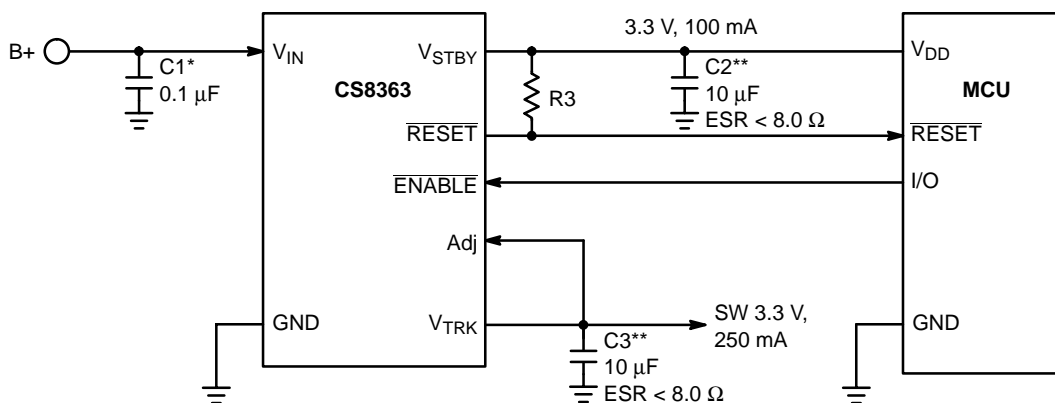 B+
C1*
0.1 µF
V_IN
CS8363
GND
V_STBY
RESET
ENABLE
Adj
V_TRK
R3
3.3 V, 100 mA
C2**
10 µF
ESR < 8.0 Ω
SW 3.3 V,
250 mA
C3**
10 µF
ESR < 8.0 Ω
V_DD
MCU
RESET
I/O
GND